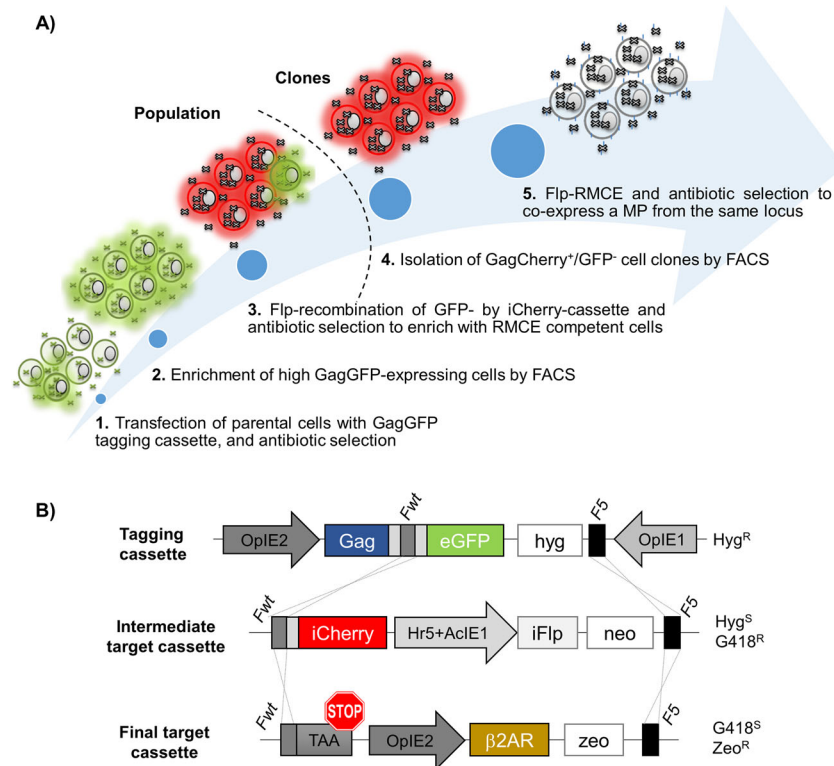 A)
Clones
Population
5. Flp-RMCE and antibiotic selection to
co-express a MP from the same locus
4. Isolation of GagCherry⁺/GFP⁻ cell clones by FACS
3. Flp-recombination of GFP- by iCherry-cassette and
antibiotic selection to enrich with RMCE competent cells
2. Enrichment of high GagGFP-expressing cells by FACS
1. Transfection of parental cells with GagGFP
tagging cassette, and antibiotic selection
B)
Fwt
F5
Tagging
cassette
OpIE2
Gag
eGFP
hyg
OpIE1
Hygᴿ
Fwt
F5
Intermediate
target cassette
iCherry
Hr5+AcIE1
iFlp
neo
Hygˢ
G418ᴿ
Fwt
F5
STOP
Final target
cassette
TAA
OpIE2
β2AR
zeo
G418ˢ
Zeoᴿ